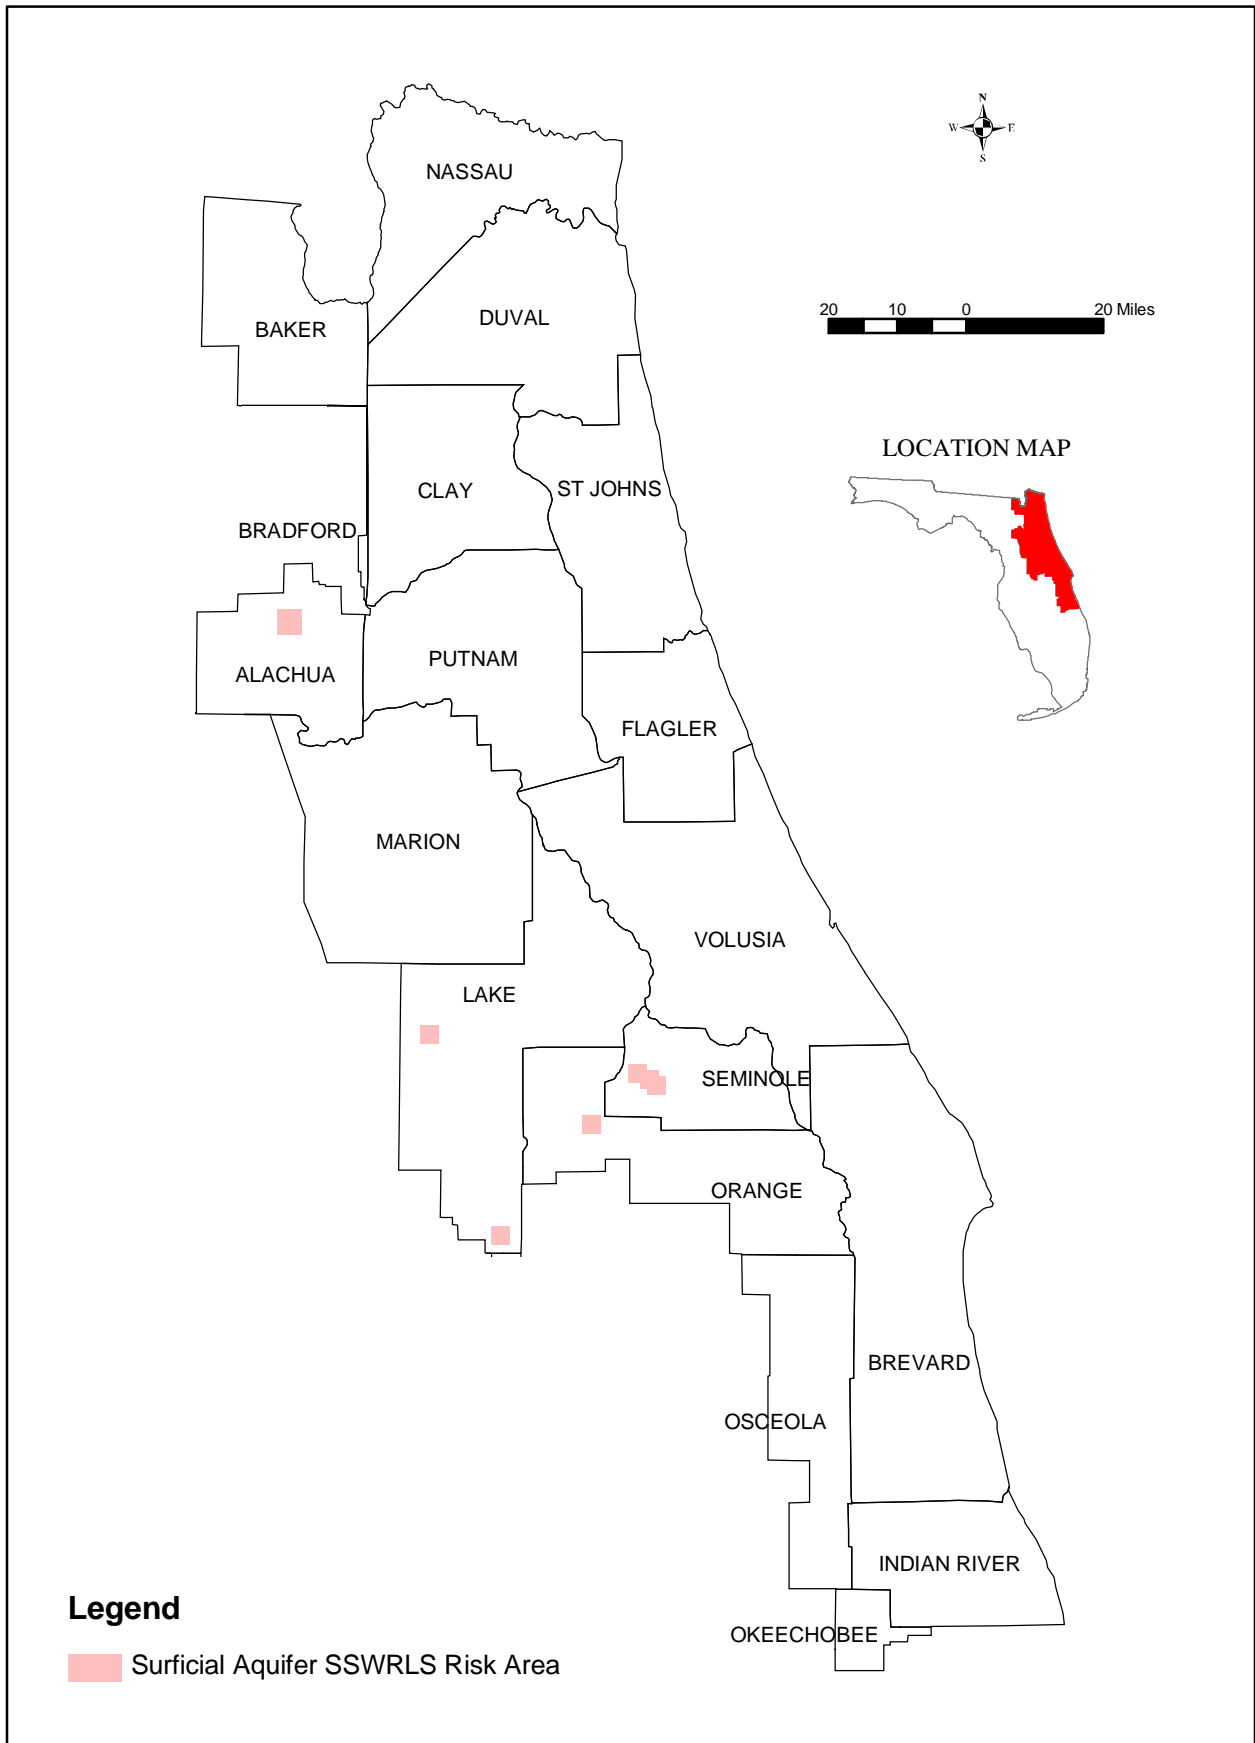 N
W E
S
NASSAU
20 10 0 20 Miles
DUVAL
BAKER
LOCATION MAP
CLAY
ST JOHNS
BRADFORD
PUTNAM
ALACHUA
FLAGLER
MARION
VOLUSIA
LAKE
SEMINOLE
ORANGE
BREVARD
OSCEOLA
INDIAN RIVER
OKEECHOBEE
Legend
Surficial Aquifer SSWRLS Risk Area